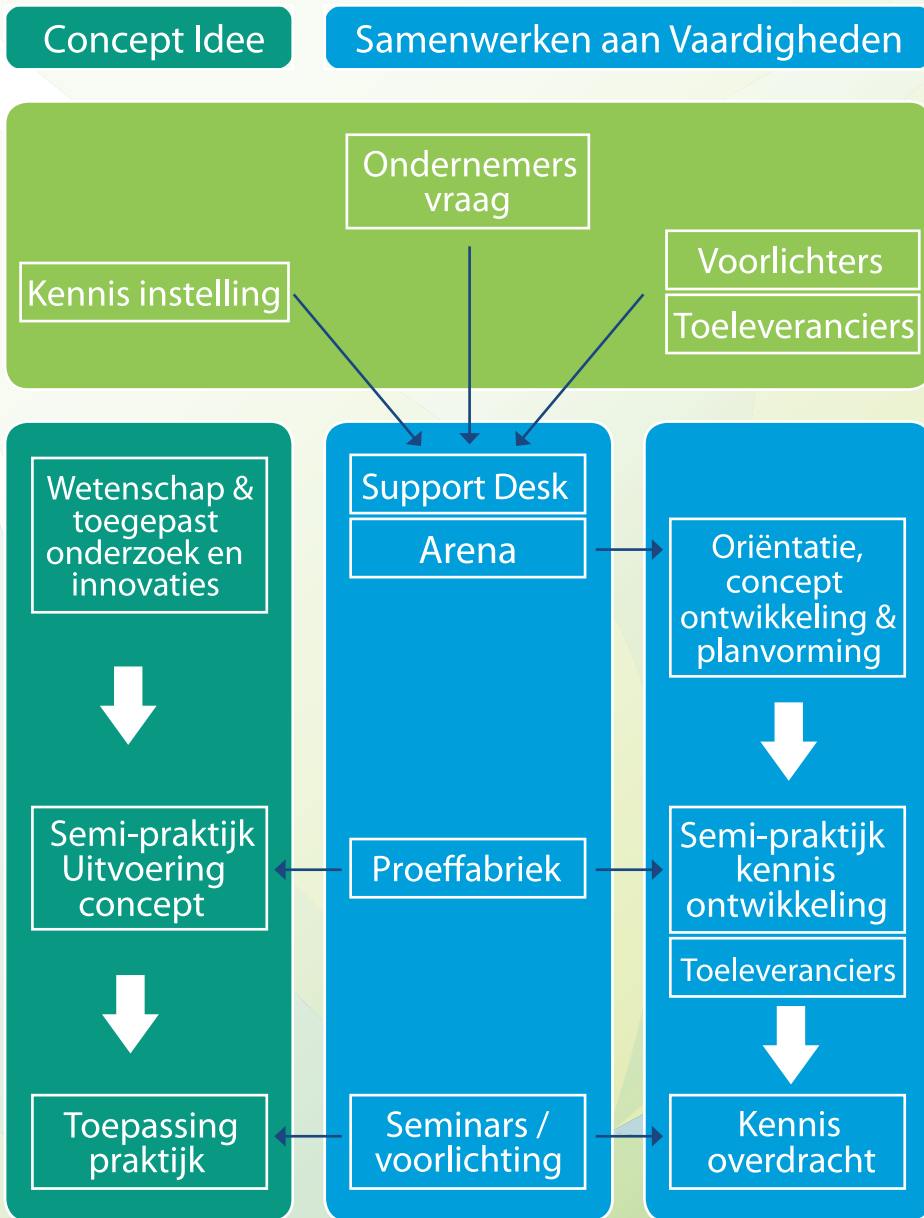 Concept Idee
Samenwerken aan Vaardigheden
Ondernemers
vraag
Kennis instelling
Voorlichters
Toeleveranciers
Wetenschap &
toegepast
onderzoek en
innovaties
Support Desk
Arena
Oriëntatie,
concept
ontwikkeling &
planvorming
Semi-praktijk
Uitvoering
concept
Proeffabriek
Semi-praktijk
kennis
ontwikkeling
Toeleveranciers
Toepassing
praktijk
Seminars /
voorlichting
Kennis
overdracht